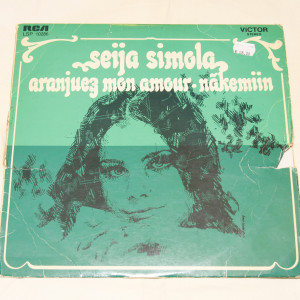 RCA
VICTOR
seija simola
aranjuez mon amour · näkemiin